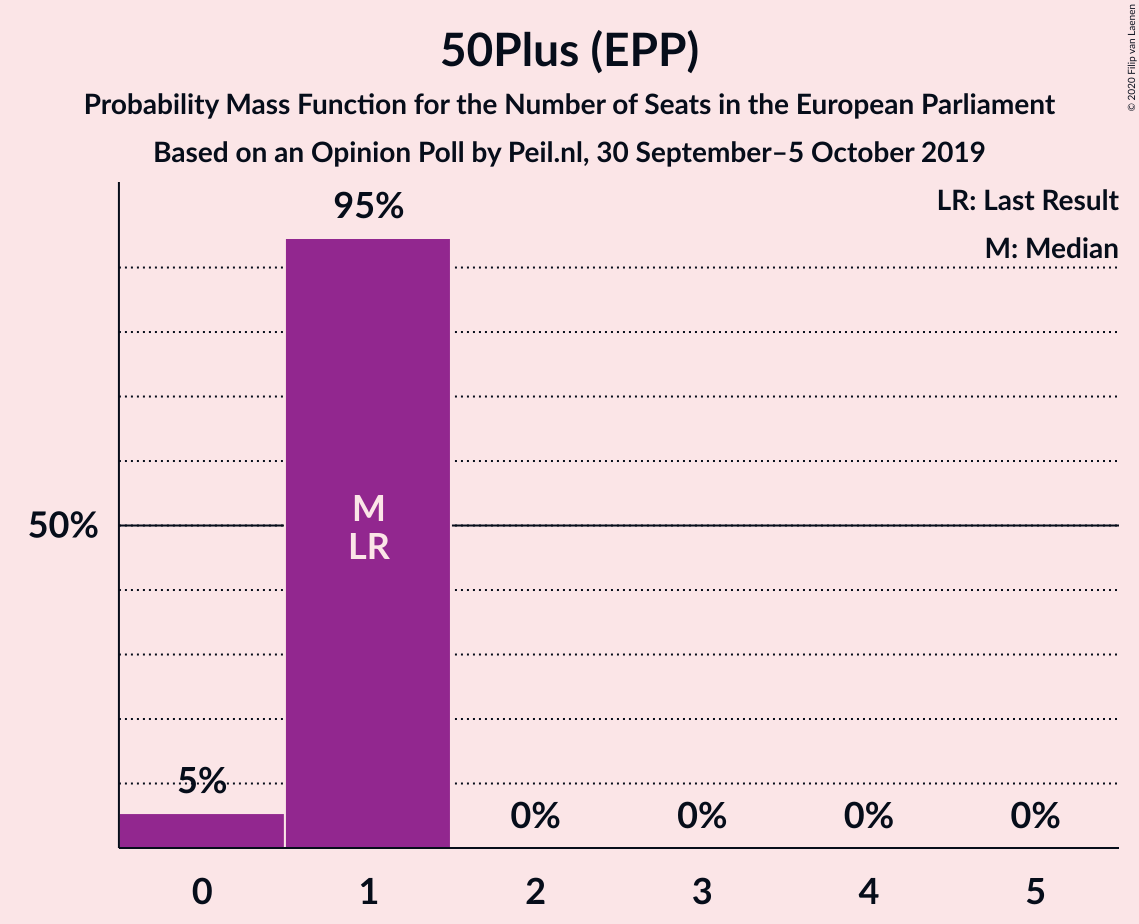 50Plus (EPP)
Probability Mass Function for the Number of Seats in the European Parliament
Based on an Opinion Poll by Peil.nl, 30 September–5 October 2019
© 2020 Filip van Laenen
LR: Last Result
M: Median
95%
50%
M
LR
5%
0%
0%
0%
0%
0
1
2
3
4
5